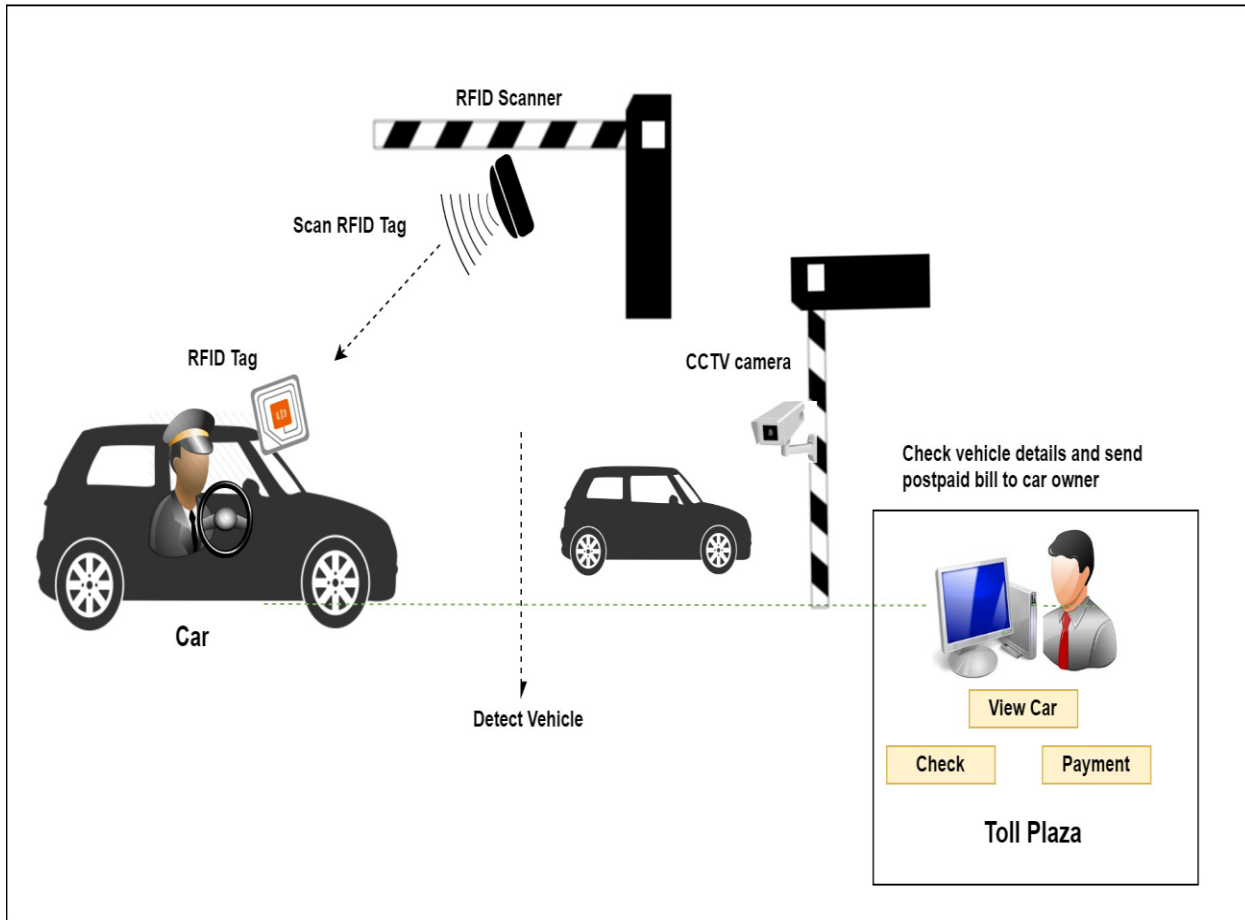 RFID Scanner
Scan RFID Tag
RFID Tag
CCTV camera
Check vehicle details and send
postpaid bill to car owner
Car
Detect Vehicle
View Car
Check
Payment
Toll Plaza